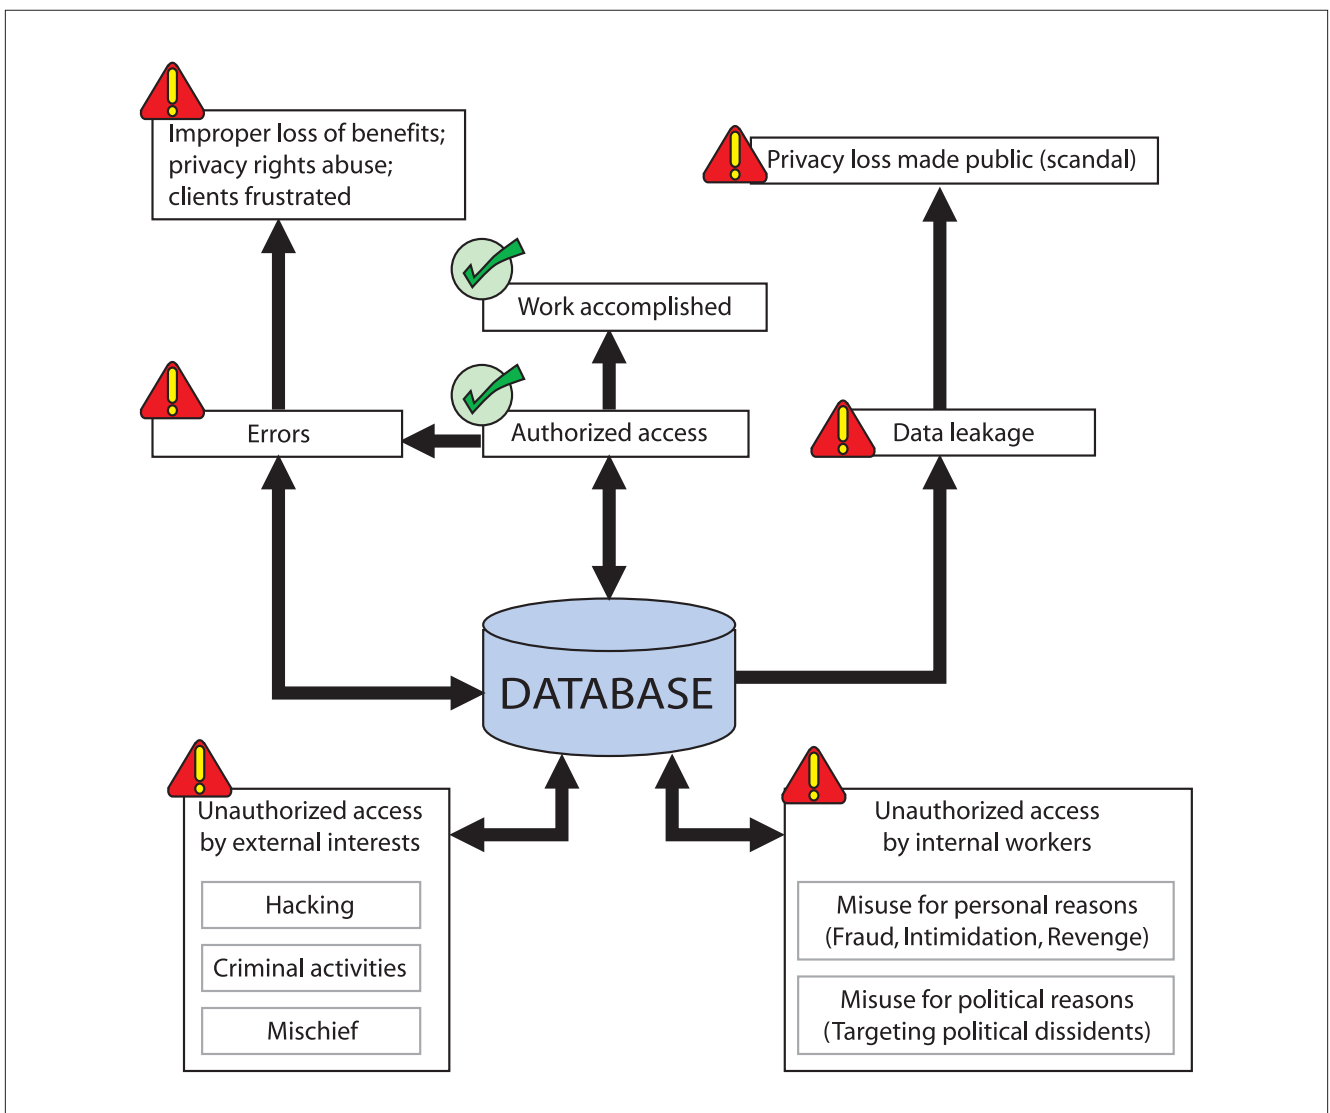 Improper loss of benefits;
privacy rights abuse;
clients frustrated
Privacy loss made public (scandal)
Work accomplished
Errors
Authorized access
Data leakage
DATABASE
Unauthorized access
by external interests
Hacking
Criminal activities
Mischief
Unauthorized access
by internal workers
Misuse for personal reasons
(Fraud, Intimidation, Revenge)
Misuse for political reasons
(Targeting political dissidents)